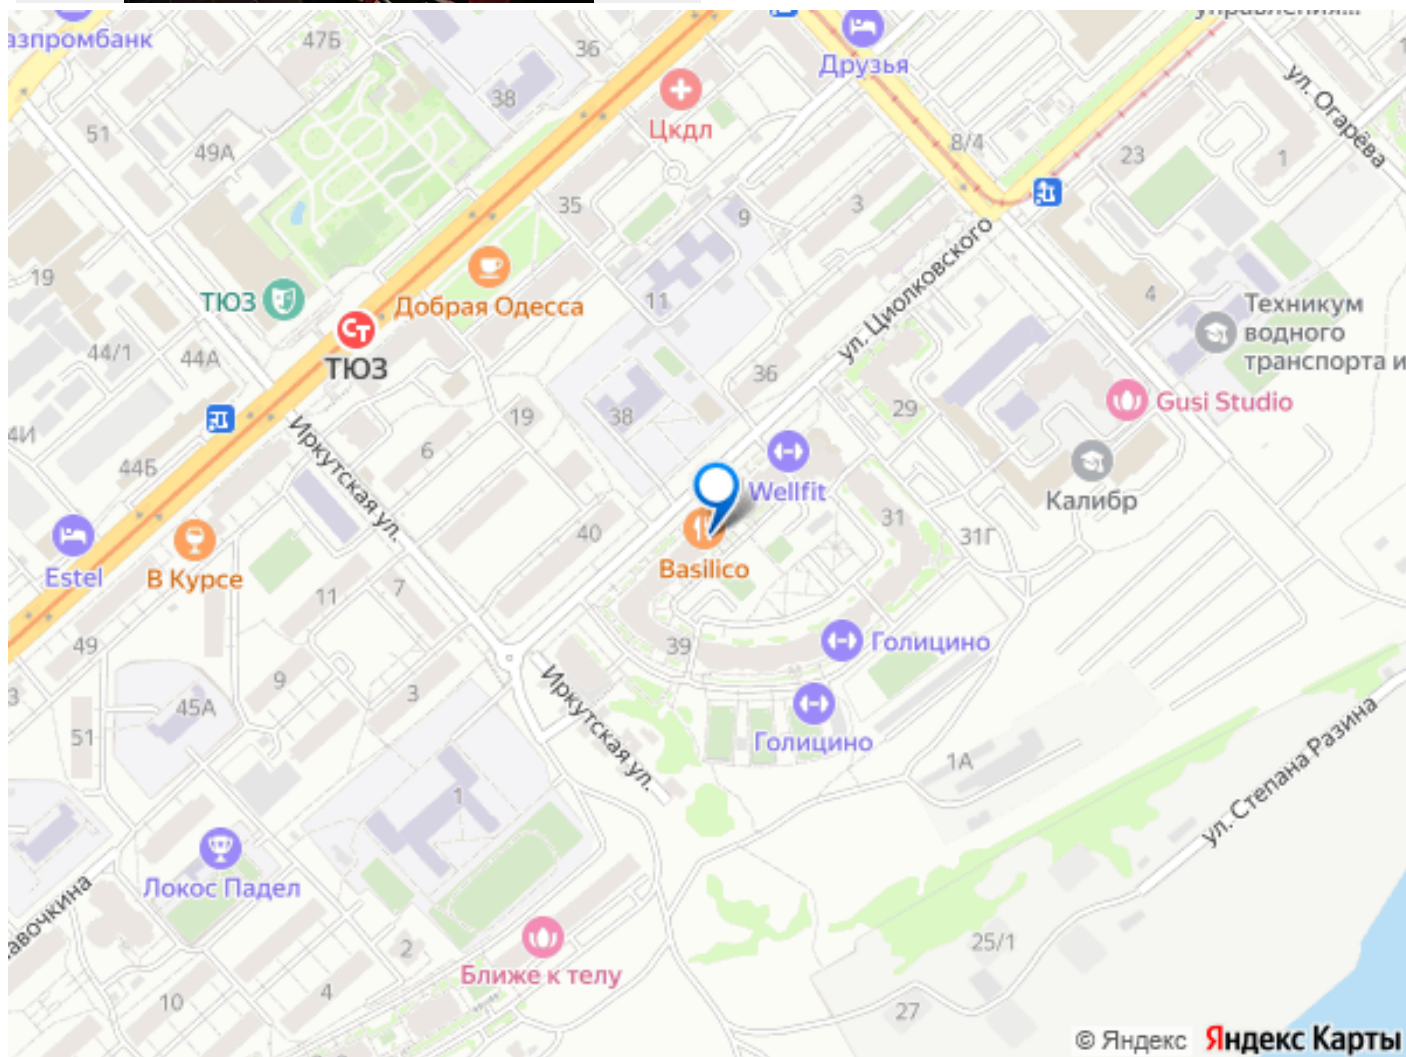 азпромбанк
47Б
36
Друзья
управления...
ул. Огарёва
38
Цкдл
51
49А
8/4
23
1
35
9
3
ул. Циолковского
19
ТЮЗ
Добрая Одесса
11
4
Техникум
водного
транспорта и
44/1
44А
ТЮЗ
36
Gusi Studio
4И
Иркутская ул.
19
38
29
44Б
6
Wellfit
Калибр
31
31Г
Estel
В Курсе
40
Basilico
11
7
49
39
Голицино
9
3
3
45А
Иркутская ул.
51
Голицино
1А
ул. Степана Разина
1
Локос Падел
авочкина
2
25/1
Ближе к телу
10
4
27
© Яндекс
Яндекс Карты